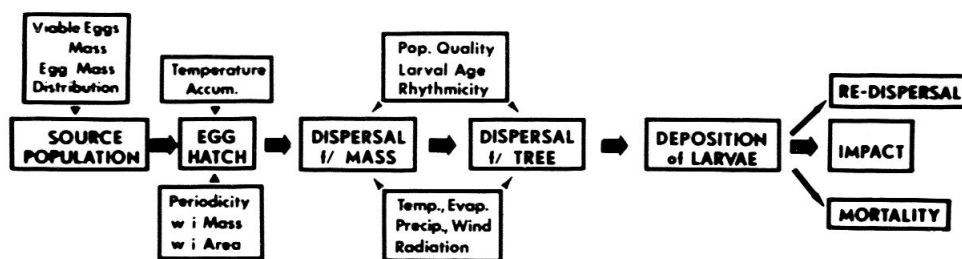 Viable Eggs
Mass
Egg Mass
Distribution
SOURCE
POPULATION
Temperature
Accum.
EGG
HATCH
Periodicity
w i Mass
w i Area
Pop. Quality
Larval Age
Rhythmicity
DISPERSAL
f/ MASS
DISPERSAL
f/ TREE
Temp., Evap.
Precip., Wind
Radiation
DEPOSITION
of LARVAE
RE-DISPERSAL
IMPACT
MORTALITY